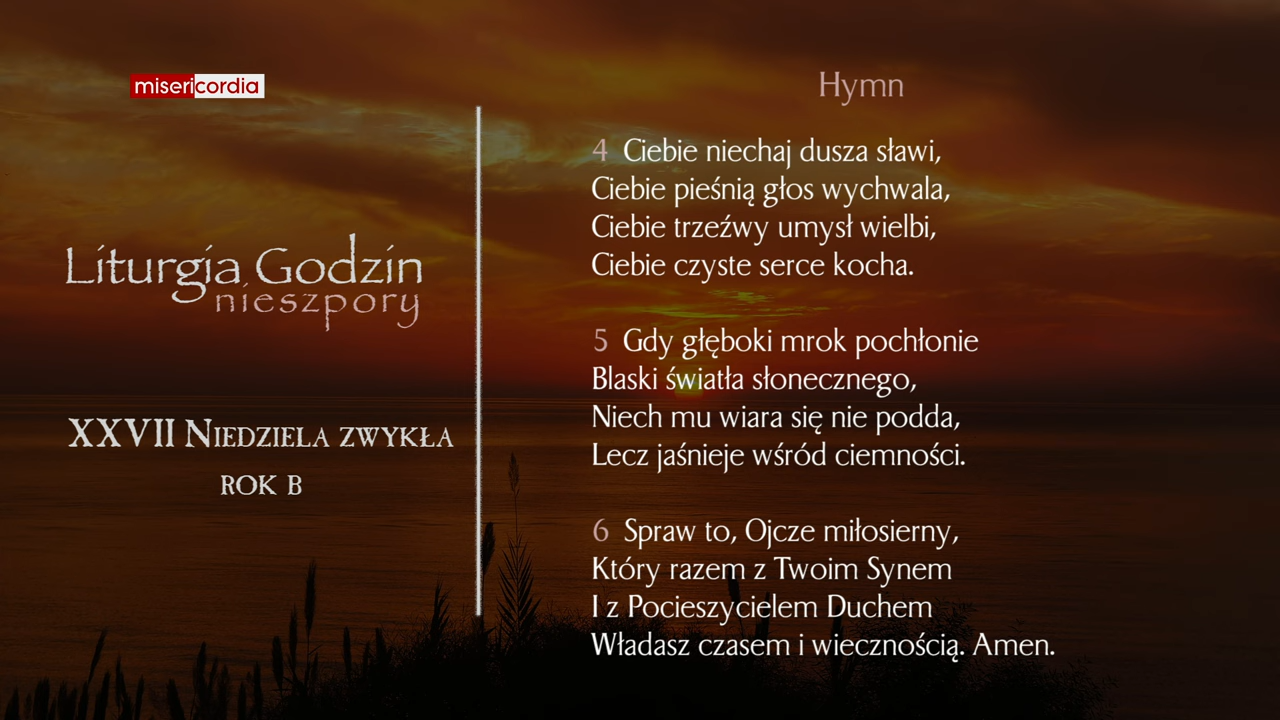 misericordia
Liturgia Godzin
nieszpory
XXVII Niedziela zwykła
rok B
Hymn
4 Ciebie niechaj dusza sławi,
Ciebie pieśnią głos wychwala,
Ciebie trzeźwy umysł wielbi,
Ciebie czyste serce kocha.
5 Gdy głęboki mrok pochłonie
Blaski światła słonecznego,
Niech mu wiara się nie podda,
Lecz jaśnieje wśród ciemności.
6 Spraw to, Ojcze miłosierny,
Który razem z Twoim Synem
I z Pocieszycielem Duchem
Władasz czasem i wiecznością. Amen.